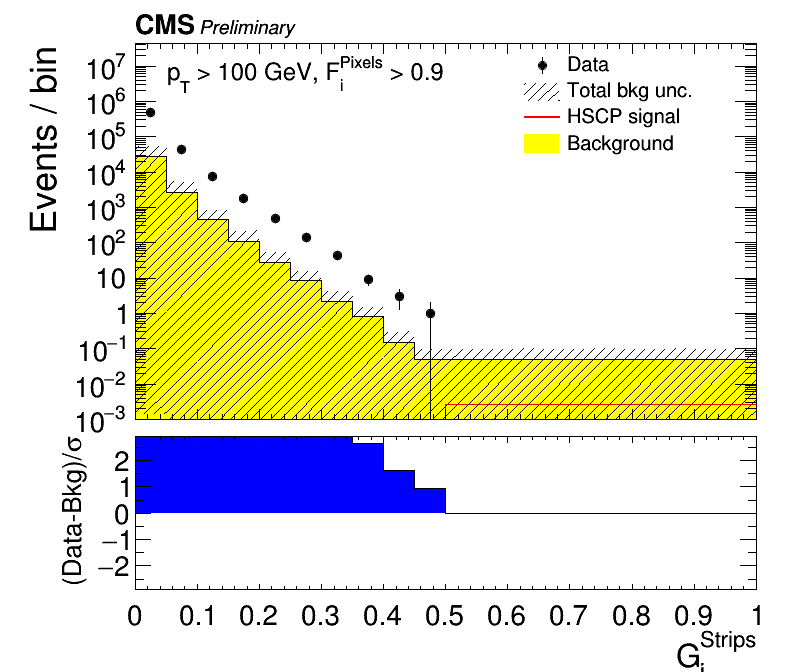 CMS Preliminary
p_T > 100 GeV, F_i^Pixels > 0.9
Data
Total bkg unc.
HSCP signal
Background
Events / bin
10^7
10^6
10^5
10^4
10^3
10^2
10
1
10^−1
10^−2
10^−3
(Data-Bkg)/σ
2
1
0
−1
−2
0 0.1 0.2 0.3 0.4 0.5 0.6 0.7 0.8 0.9 1
G_i^Strips